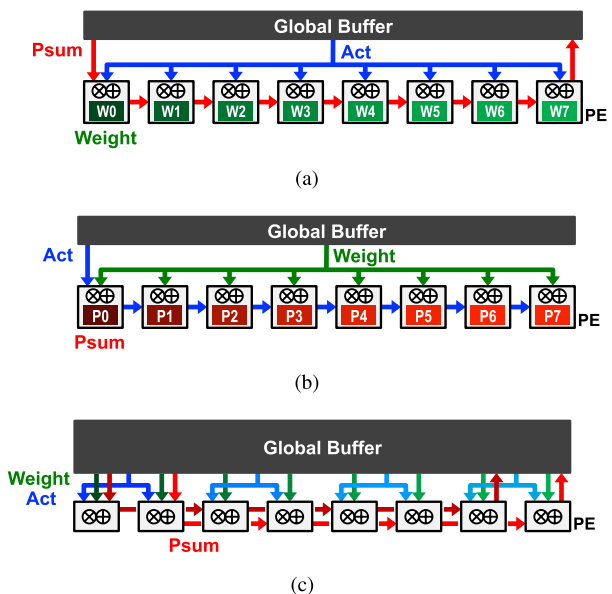 Global Buffer
Psum
Act
W0 W1 W2 W3 W4 W5 W6 W7
PE
Weight
(a)
Global Buffer
Act
Weight
P0 P1 P2 P3 P4 P5 P6 P7
PE
Psum
(b)
Global Buffer
Weight
Act
PE
Psum
(c)